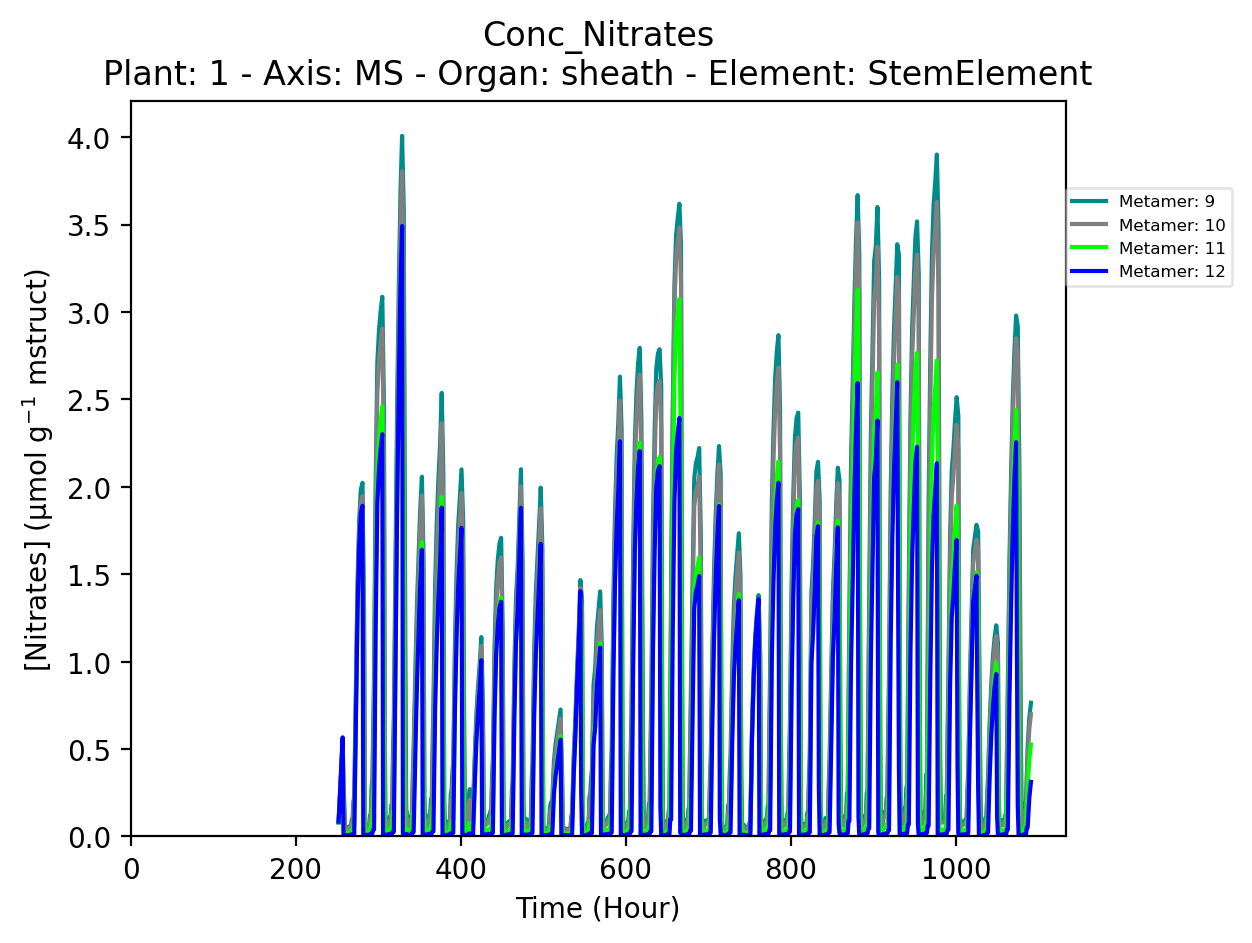 Conc_Nitrates
Plant: 1 - Axis: MS - Organ: sheath - Element: StemElement
4.0
3.5
3.0
2.5
2.0
1.5
1.0
0.5
0.0
[Nitrates] (µmol g⁻¹ mstruct)
Metamer: 9
Metamer: 10
Metamer: 11
Metamer: 12
0 200 400 600 800 1000
Time (Hour)